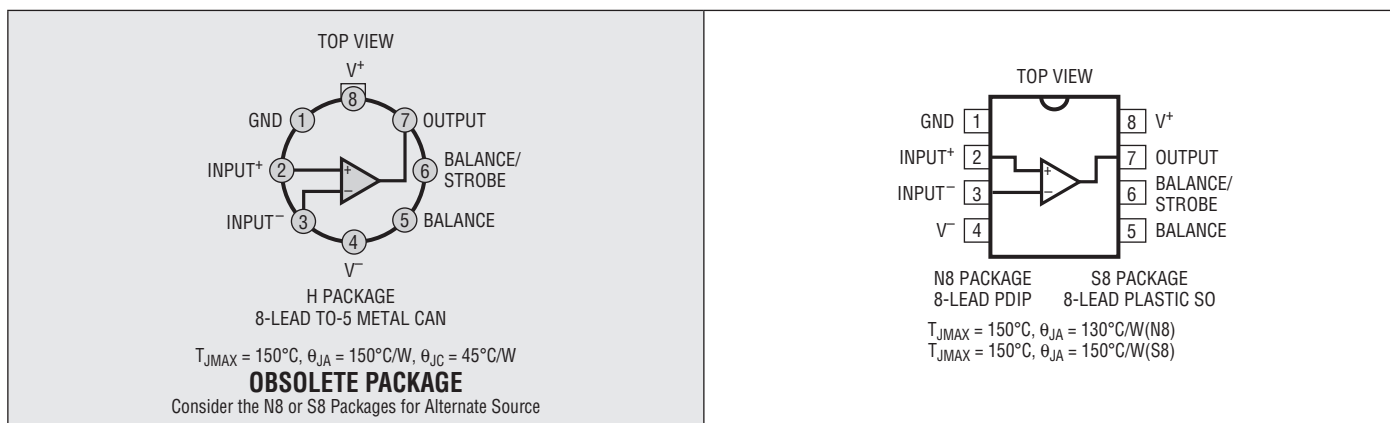 TOP VIEW
V+
8
GND 1
7 OUTPUT
INPUT+ 2
+
−
6 BALANCE/
STROBE
INPUT− 3
5 BALANCE
4
V−
H PACKAGE
8-LEAD TO-5 METAL CAN
TJMAX = 150°C, θJA = 150°C/W, θJC = 45°C/W
OBSOLETE PACKAGE
Consider the N8 or S8 Packages for Alternate Source
TOP VIEW
GND 1
8 V+
INPUT+ 2
+
−
7 OUTPUT
INPUT− 3
6 BALANCE/
STROBE
V− 4
5 BALANCE
N8 PACKAGE
8-LEAD PDIP
S8 PACKAGE
8-LEAD PLASTIC SO
TJMAX = 150°C, θJA = 130°C/W(N8)
TJMAX = 150°C, θJA = 150°C/W(S8)